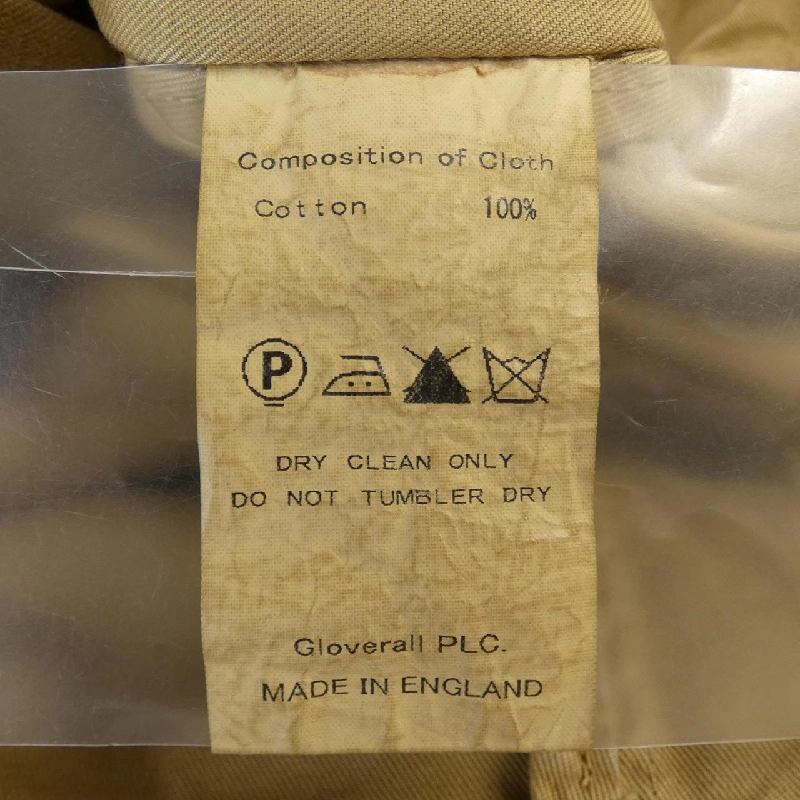 Composition of Cloth
Cotton 100%
P
DRY CLEAN ONLY
DO NOT TUMBLER DRY
Gloverall PLC.
MADE IN ENGLAND